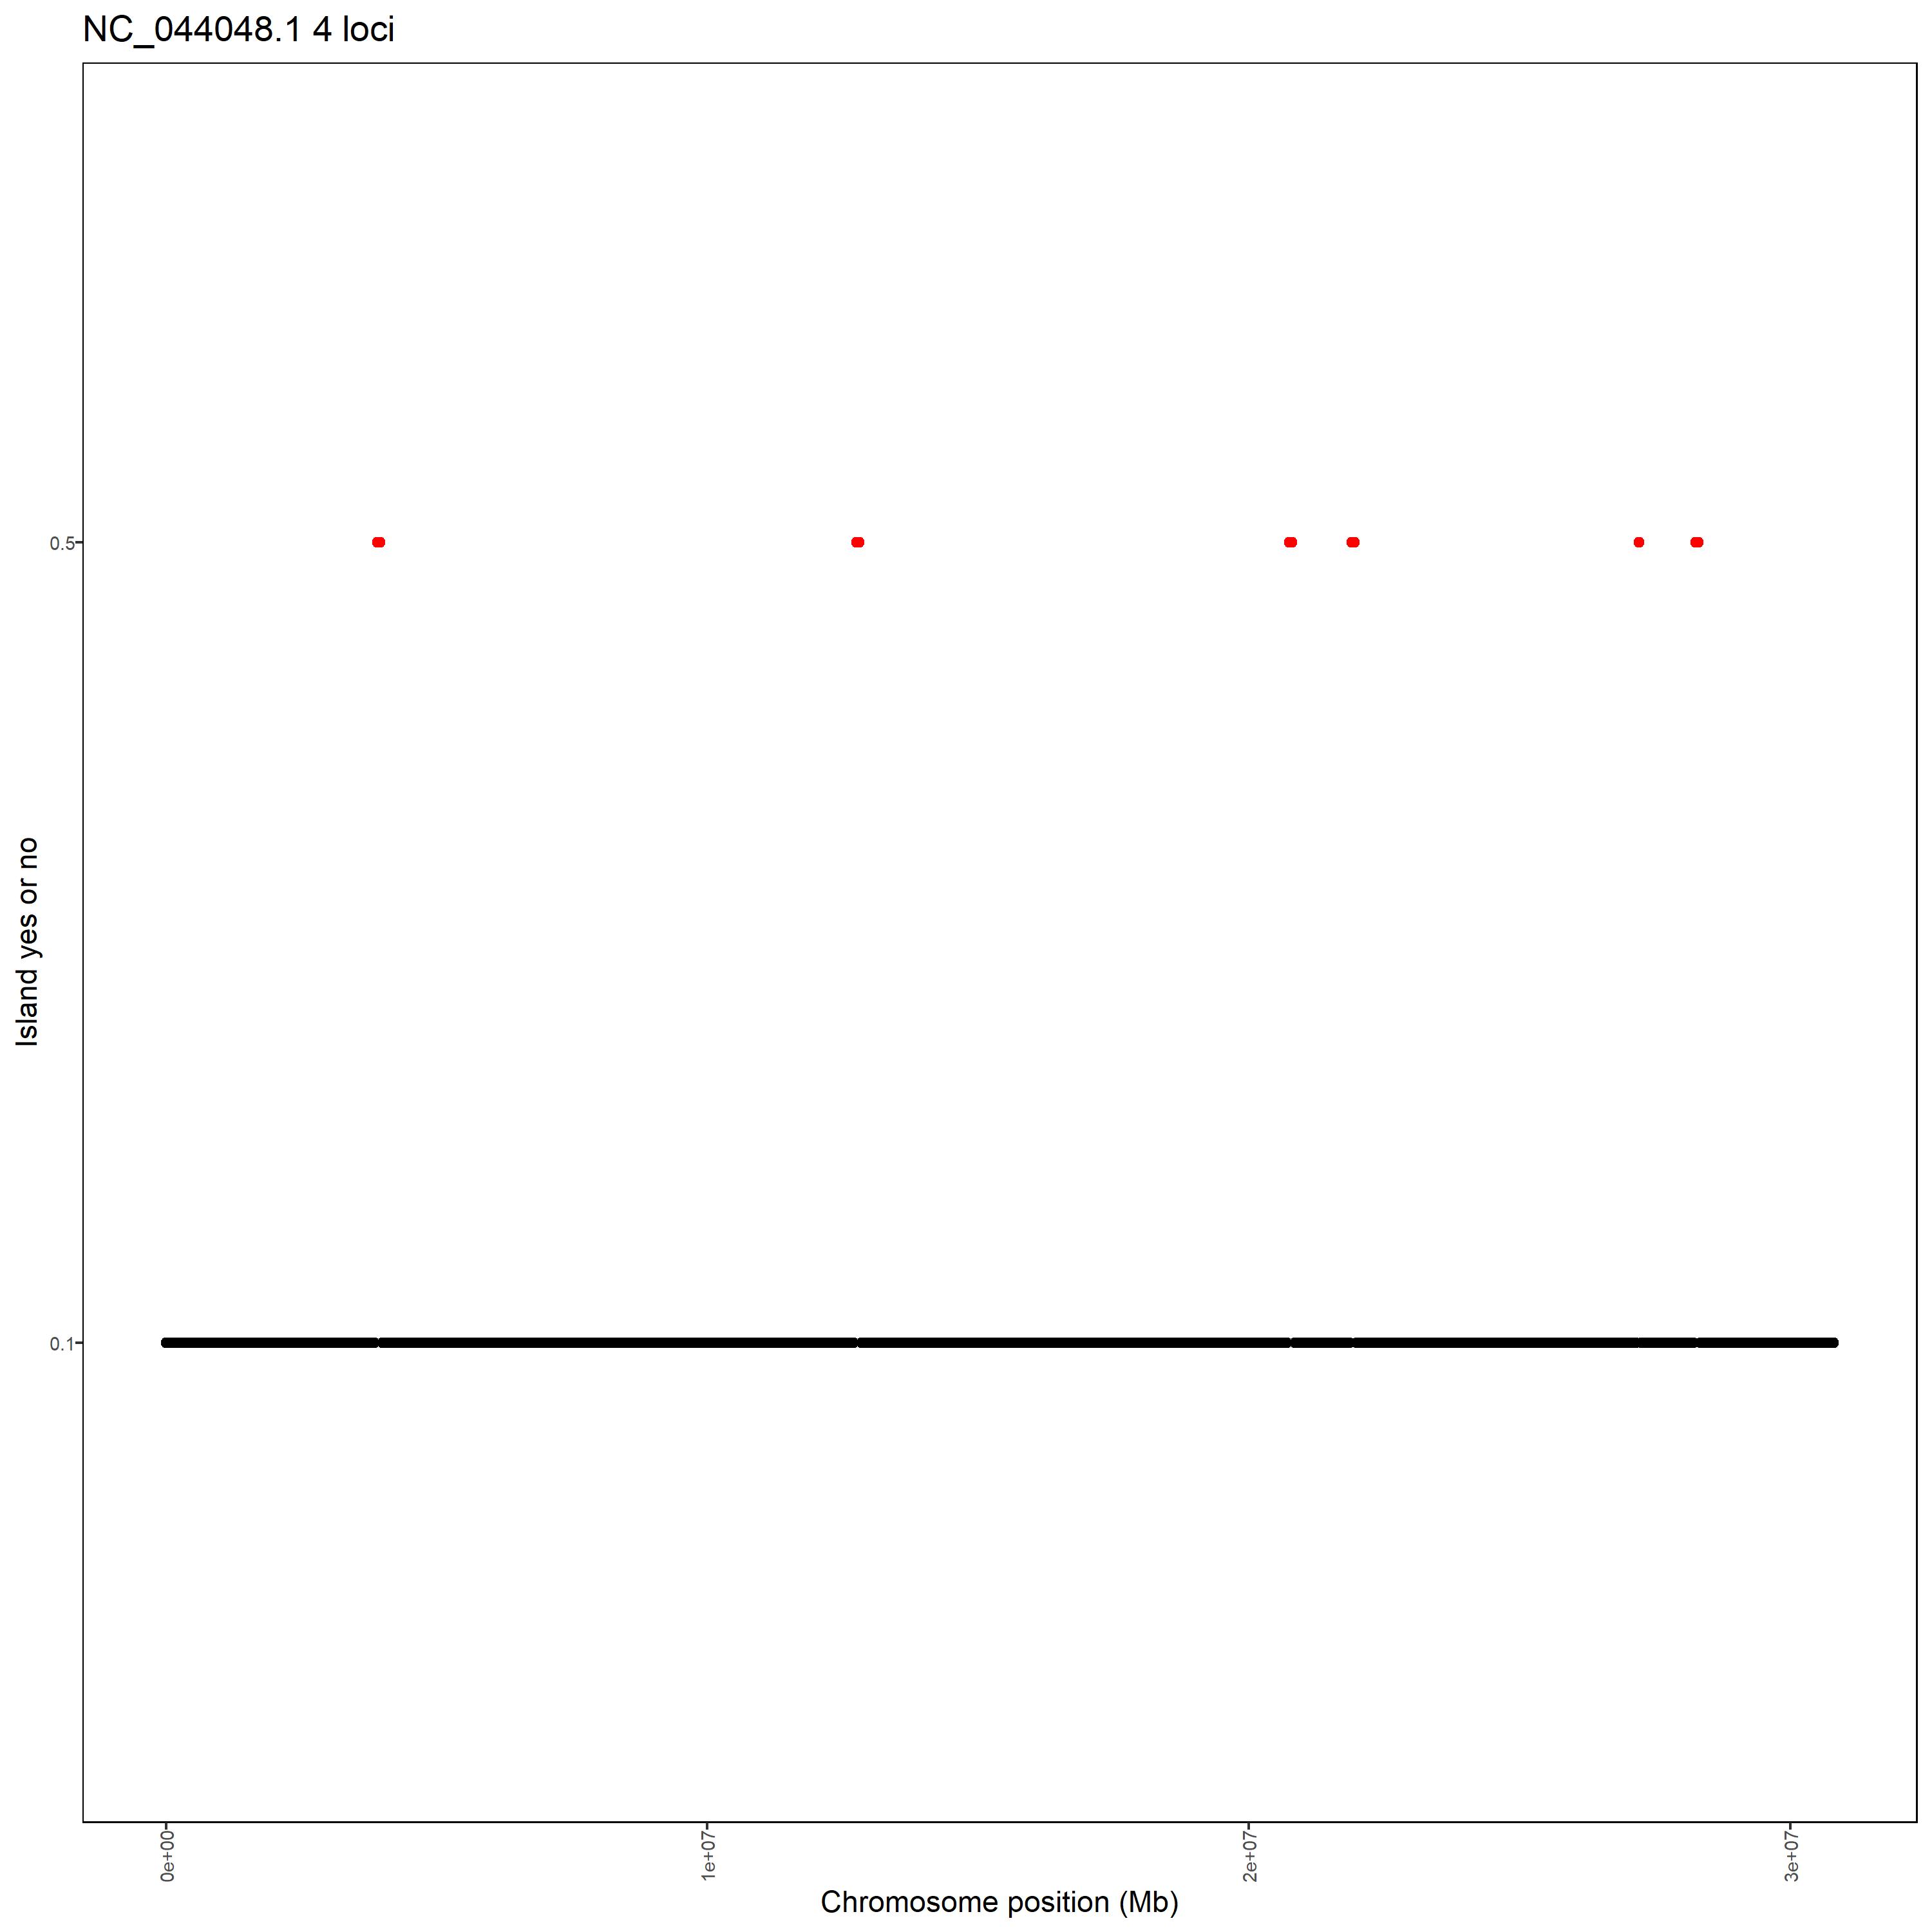 NC_044048.1 4 loci
Island yes or no
0.5
0.1
0e+00
1e+07
2e+07
3e+07
Chromosome position (Mb)